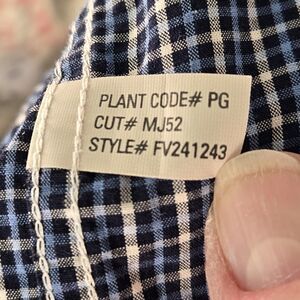 PLANT CODE# PG
CUT# MJ52
STYLE# FV241243